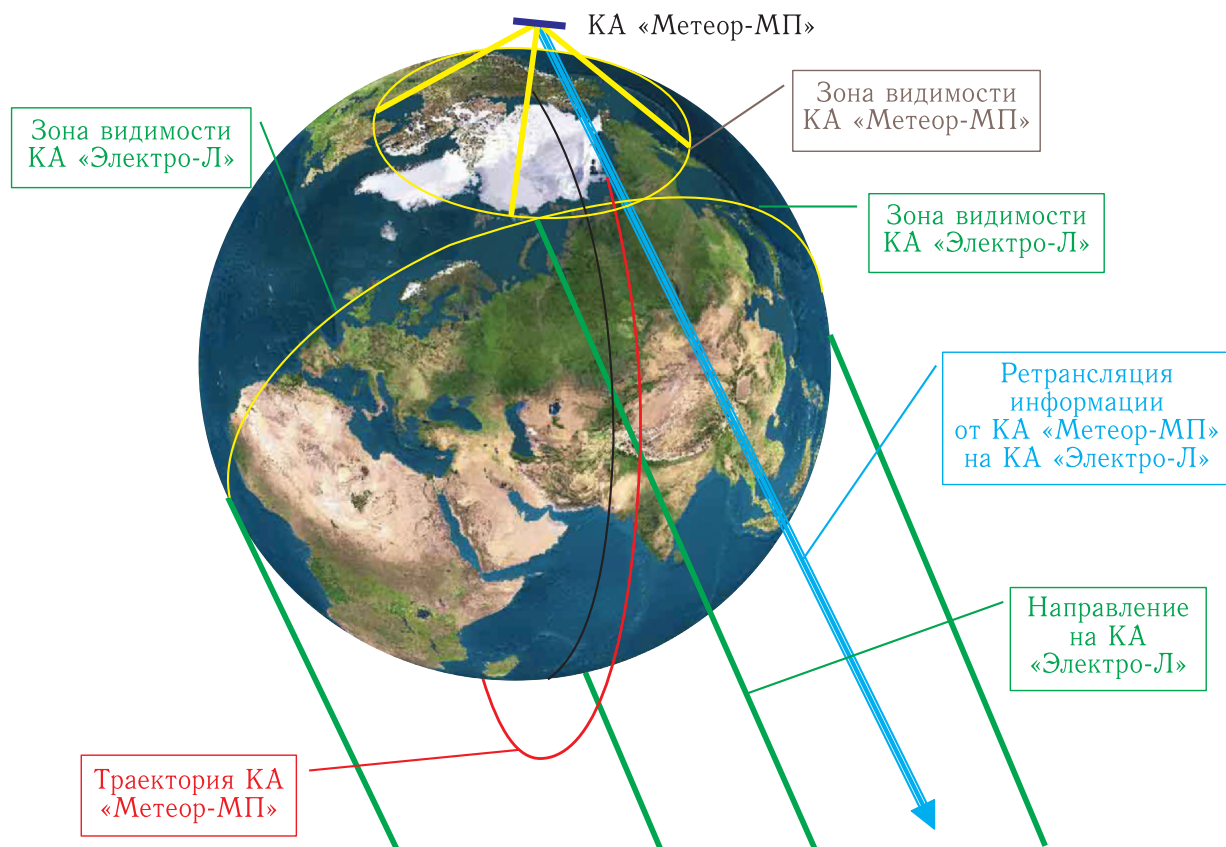 КА «Метеор-МП»
Зона видимости
КА «Метеор-МП»
Зона видимости
КА «Электро-Л»
Зона видимости
КА «Электро-Л»
Ретрансляция
информации
от КА «Метеор-МП»
на КА «Электро-Л»
Направление
на КА
«Электро-Л»
Траектория КА
«Метеор-МП»